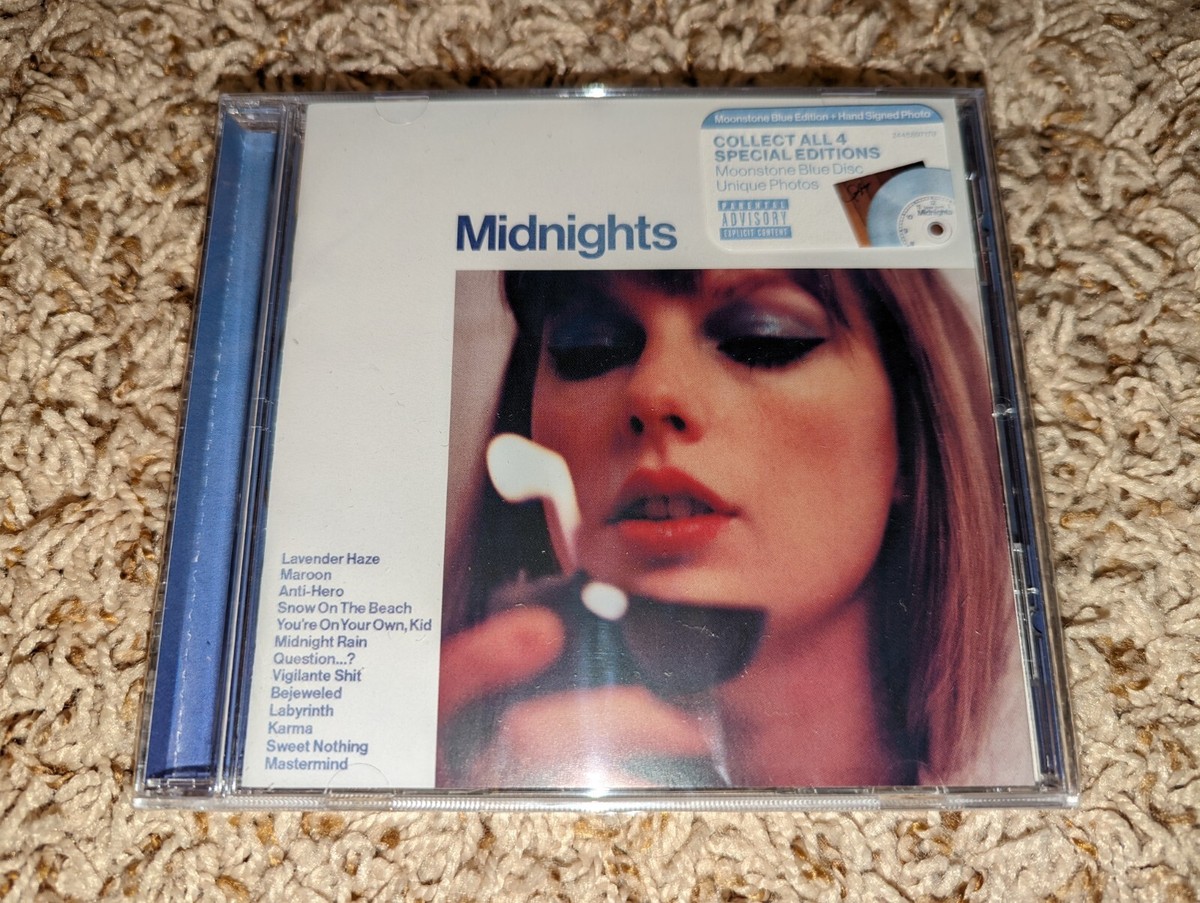 Moonstone Blue Edition + Hand Signed Photo
COLLECT ALL 4
SPECIAL EDITIONS
Moonstone Blue Disc
Unique Photos
PARENTAL
ADVISORY
EXPLICIT CONTENT
Midnights
Midnights
Lavender Haze
Maroon
Anti-Hero
Snow On The Beach
You're On Your Own, Kid
Midnight Rain
Question...?
Vigilante Shit
Bejeweled
Labyrinth
Karma
Sweet Nothing
Mastermind